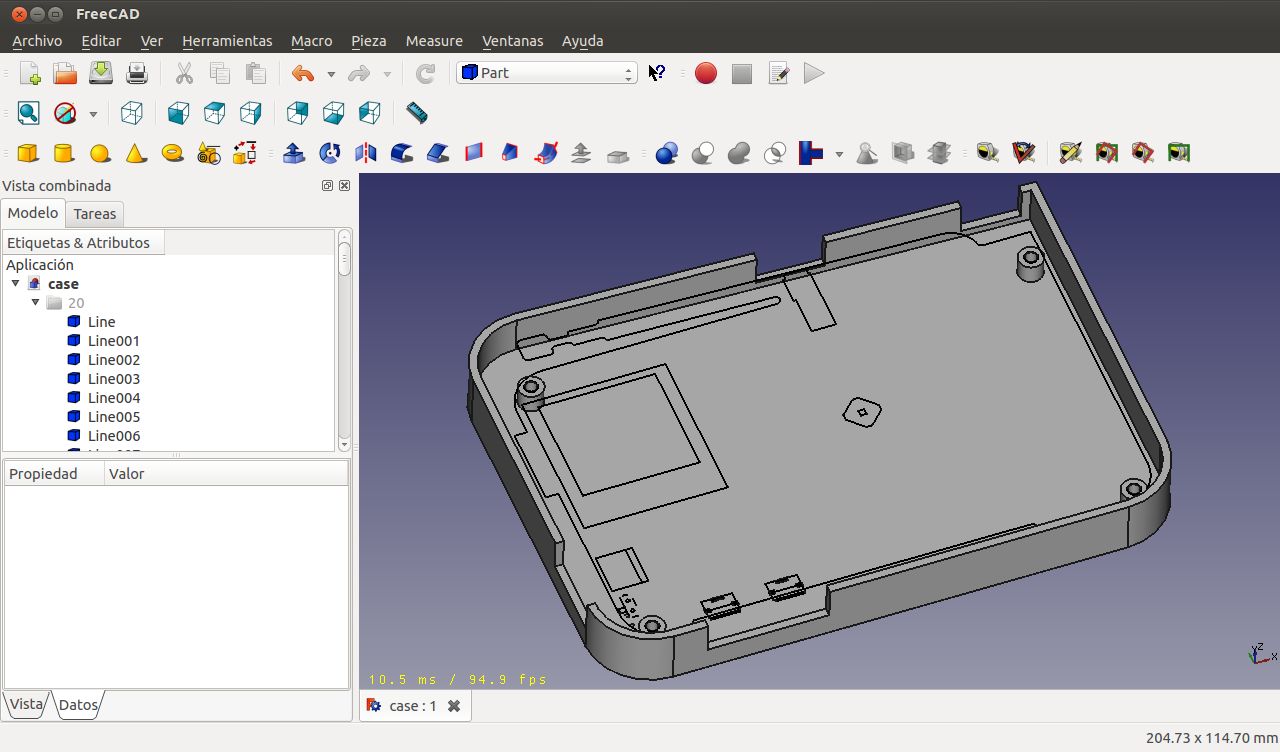 FreeCAD
Archivo Editar Ver Herramientas Macro Pieza Measure Ventanas Ayuda
Part
Vista combinada
Modelo Tareas
Etiquetas & Atributos
Aplicación
case
20
Line
Line001
Line002
Line003
Line004
Line005
Line006
Propiedad Valor
Vista Datos
10.5 ms / 94.9 fps
Y Z X
case : 1
204.73 x 114.70 mm